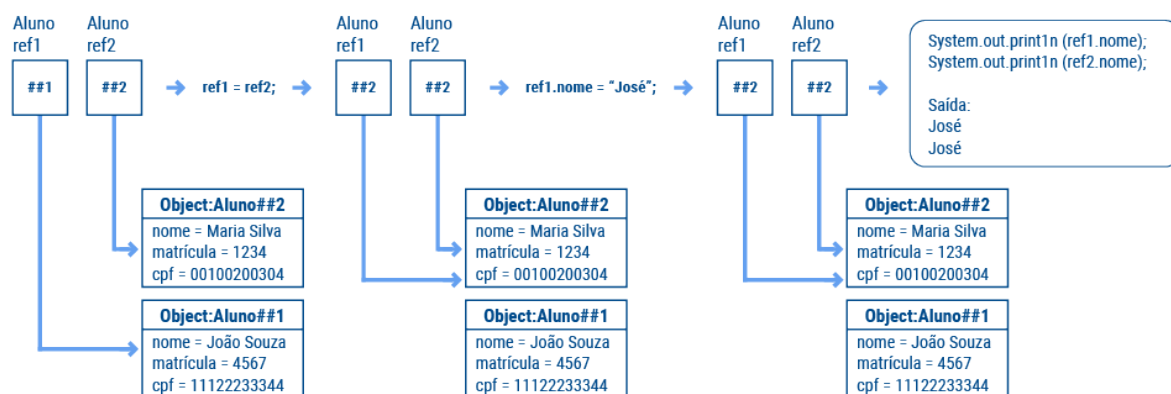 Aluno
ref1
Aluno
ref2
##1
##2
ref1 = ref2;
Aluno
ref1
Aluno
ref2
##2
##2
ref1.nome = “José”;
Aluno
ref1
Aluno
ref2
##2
##2
System.out.print1n (ref1.nome);
System.out.print1n (ref2.nome);
Saída:
José
José
Object:Aluno##2
nome = Maria Silva
matrícula = 1234
cpf = 00100200304
Object:Aluno##1
nome = João Souza
matrícula = 4567
cpf = 11122233344
Object:Aluno##2
nome = Maria Silva
matrícula = 1234
cpf = 00100200304
Object:Aluno##1
nome = João Souza
matrícula = 4567
cpf = 11122233344
Object:Aluno##2
nome = Maria Silva
matrícula = 1234
cpf = 00100200304
Object:Aluno##1
nome = João Souza
matrícula = 4567
cpf = 11122233344